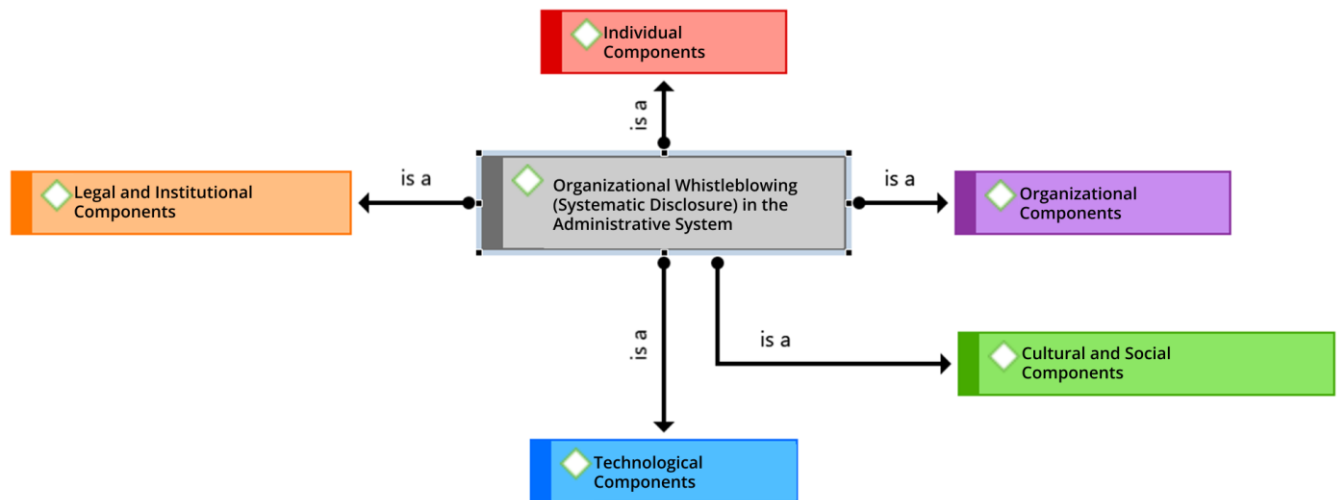 Individual
Components
is a
Legal and Institutional
Components
is a
Organizational Whistleblowing
(Systematic Disclosure) in the
Administrative System
is a
Organizational
Components
is a
is a
Cultural and Social
Components
Technological
Components